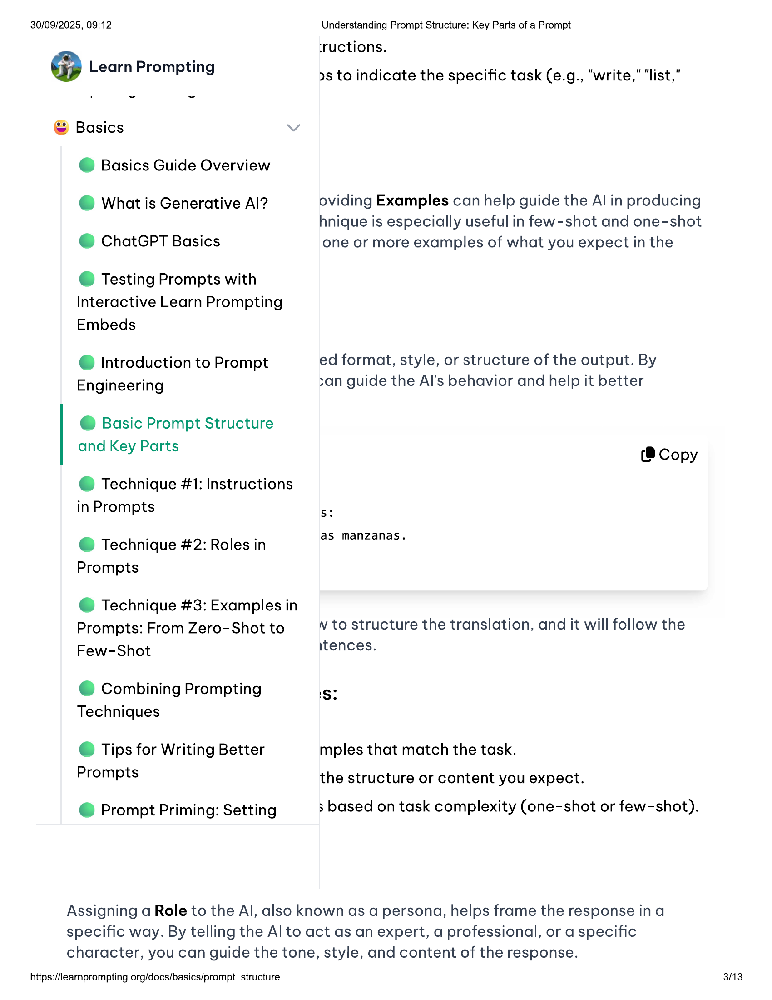 30/09/2025, 09:12
Understanding Prompt Structure: Key Parts of a Prompt
Learn Prompting
Basics
Basics Guide Overview
What is Generative AI?
ChatGPT Basics
Testing Prompts with
Interactive Learn Prompting
Embeds
Introduction to Prompt
Engineering
Basic Prompt Structure
and Key Parts
Technique #1: Instructions
in Prompts
Technique #2: Roles in
Prompts
Technique #3: Examples in
Prompts: From Zero-Shot to
Few-Shot
Combining Prompting
Techniques
Tips for Writing Better
Prompts
Prompt Priming: Setting
tructions.
to indicate the specific task (e.g., "write," "list,"
oviding Examples can help guide the AI in producing
hnique is especially useful in few-shot and one-shot
one or more examples of what you expect in the
ed format, style, or structure of the output. By
can guide the AI's behavior and help it better
Copy
s:
as manzanas.
to structure the translation, and it will follow the
tences.
s:
mples that match the task.
the structure or content you expect.
based on task complexity (one-shot or few-shot).
Assigning a Role to the AI, also known as a persona, helps frame the response in a
specific way. By telling the AI to act as an expert, a professional, or a specific
character, you can guide the tone, style, and content of the response.
https://learnprompting.org/docs/basics/prompt_structure
3/13